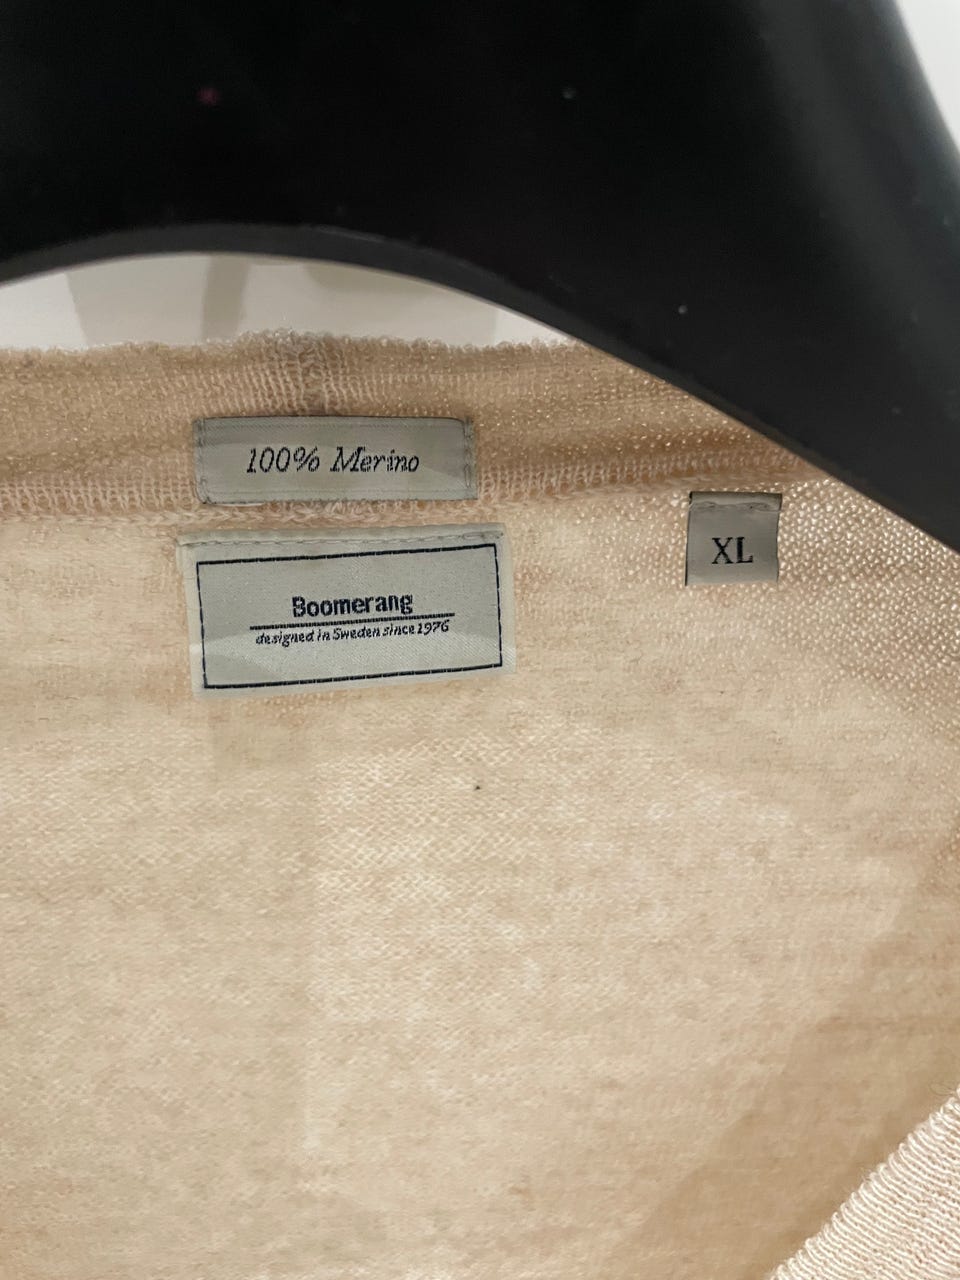 100% Merino
Boomerang
designed in Sweden since 1976
XL